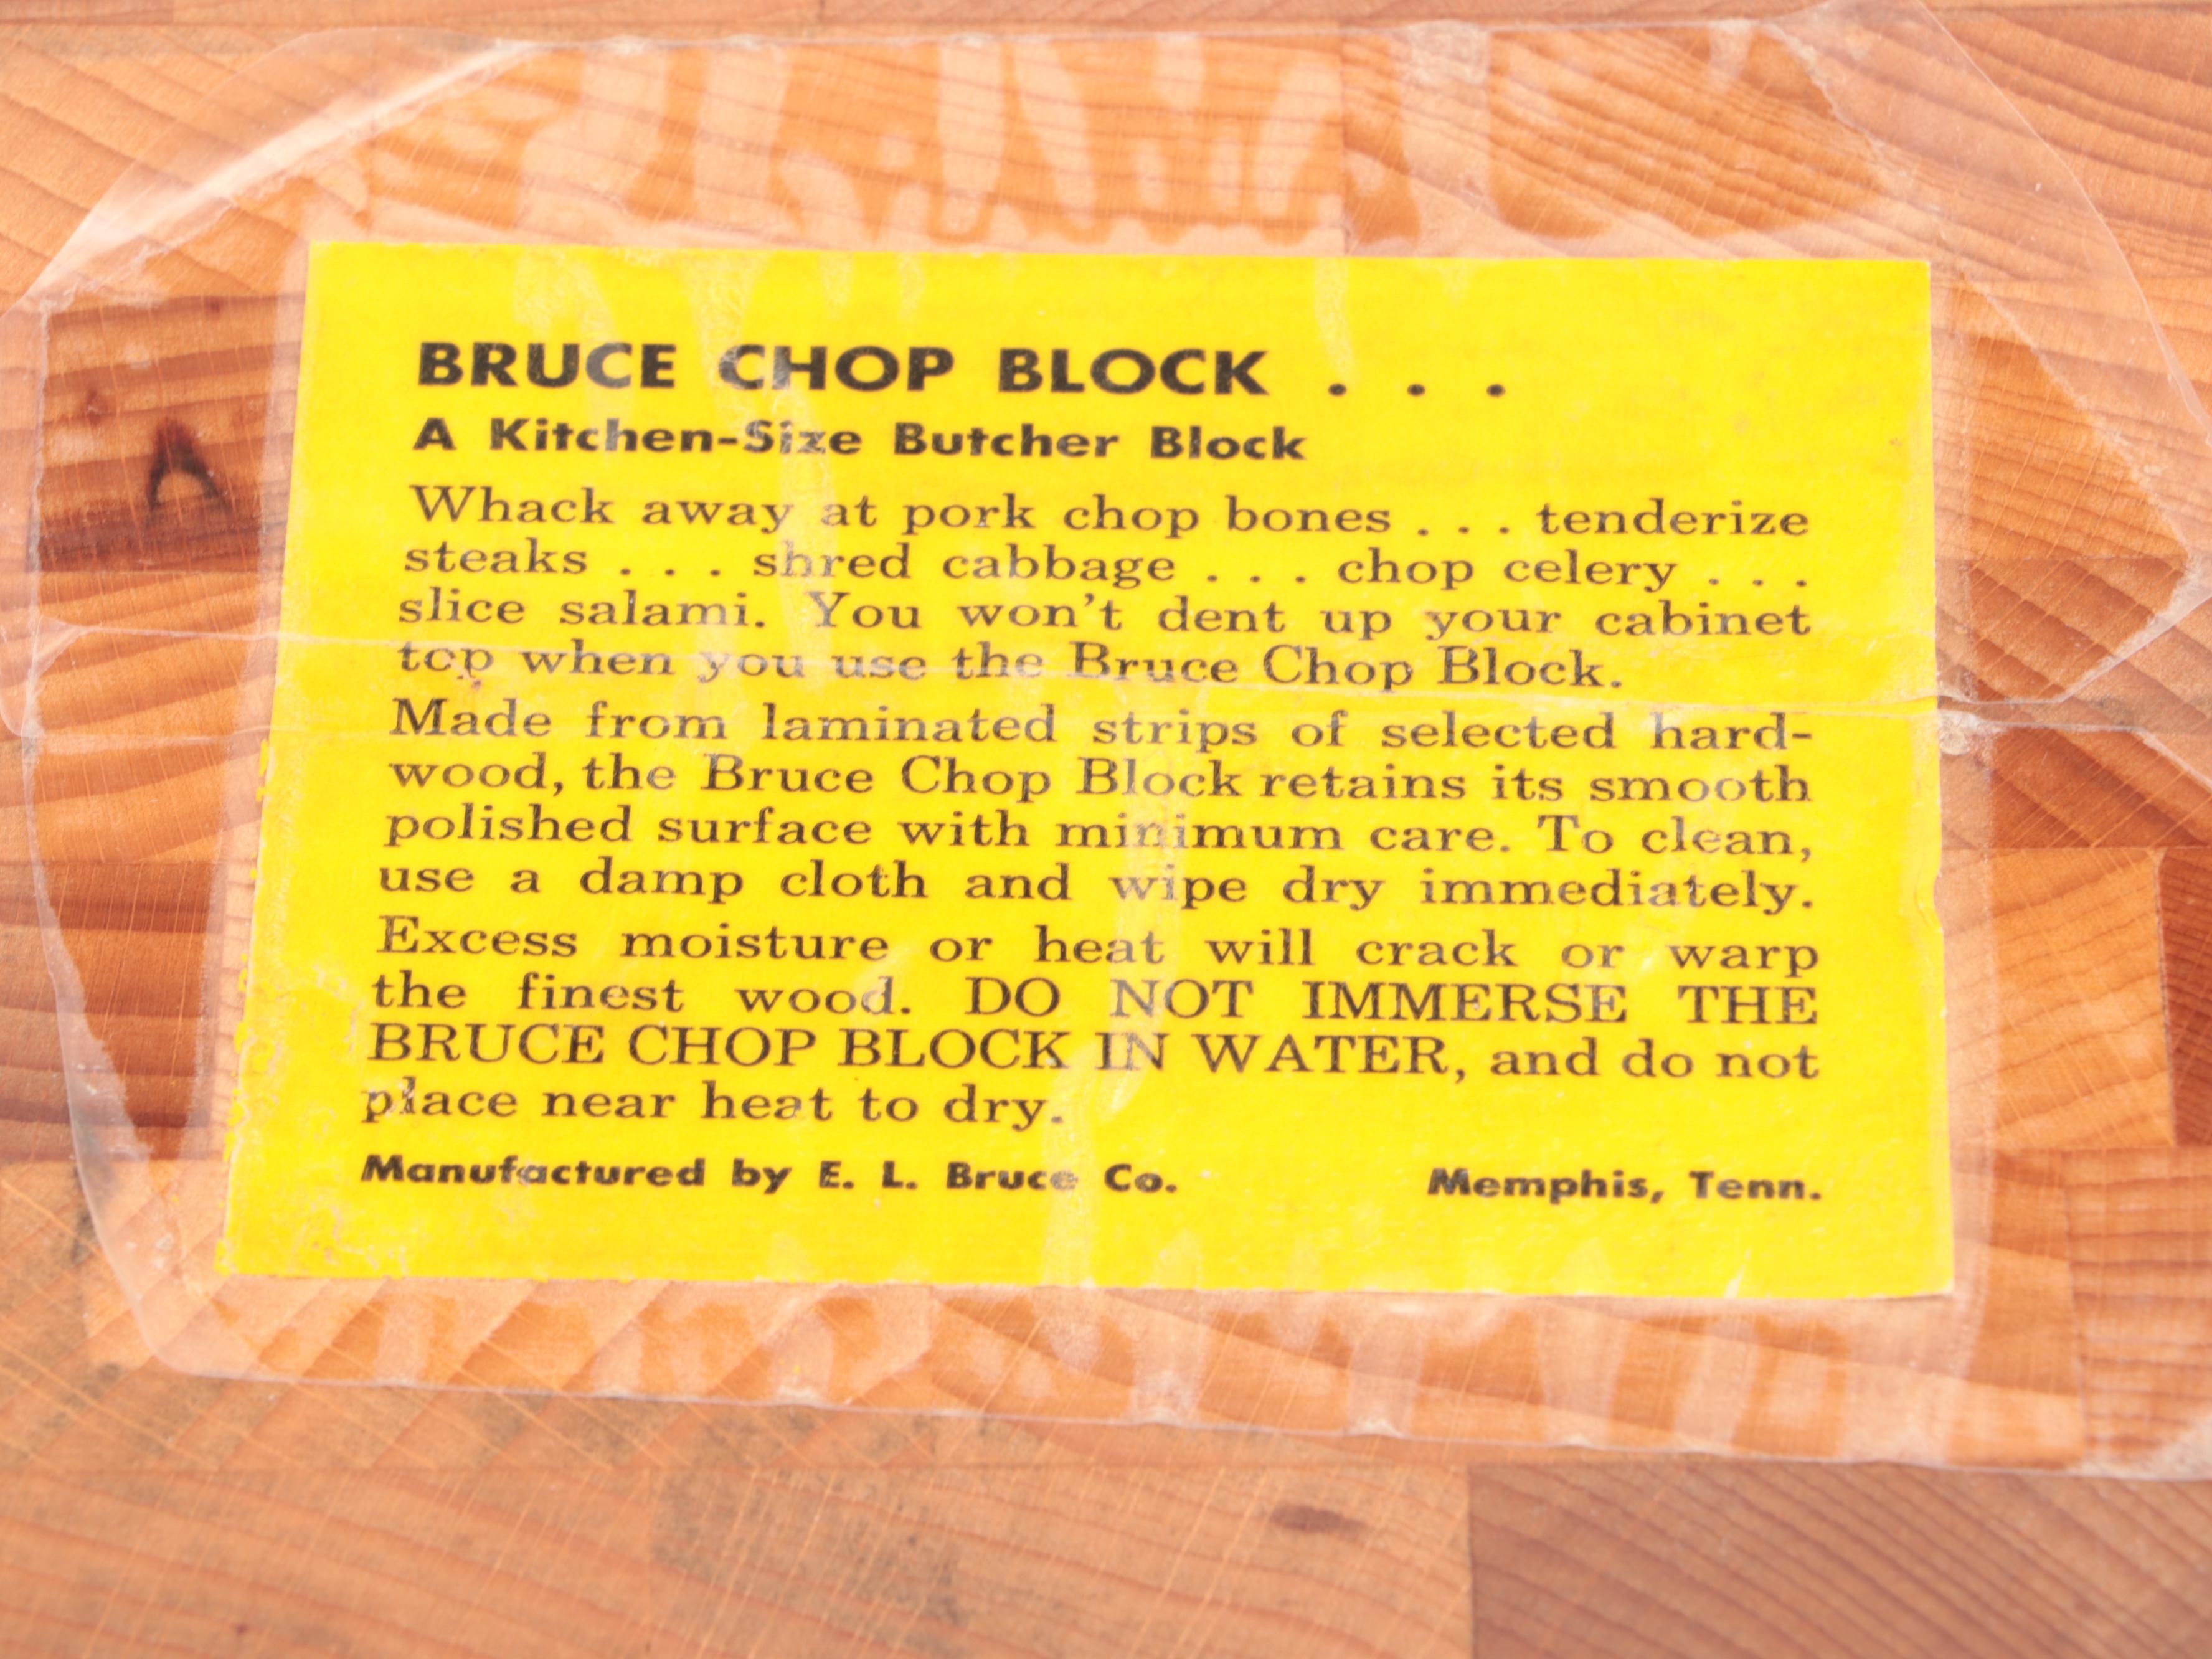 BRUCE CHOP BLOCK . . .
A Kitchen-Size Butcher Block
Whack away at pork chop bones . . . tenderize
steaks . . . shred cabbage . . . chop celery . . .
slice salami. You won't dent up your cabinet
top when you use the Bruce Chop Block.
Made from laminated strips of selected hard-
wood, the Bruce Chop Block retains its smooth
polished surface with minimum care. To clean,
use a damp cloth and wipe dry immediately.
Excess moisture or heat will crack or warp
the finest wood. DO NOT IMMERSE THE
BRUCE CHOP BLOCK IN WATER, and do not
place near heat to dry.
Manufactured by E. L. Bruce Co. Memphis, Tenn.